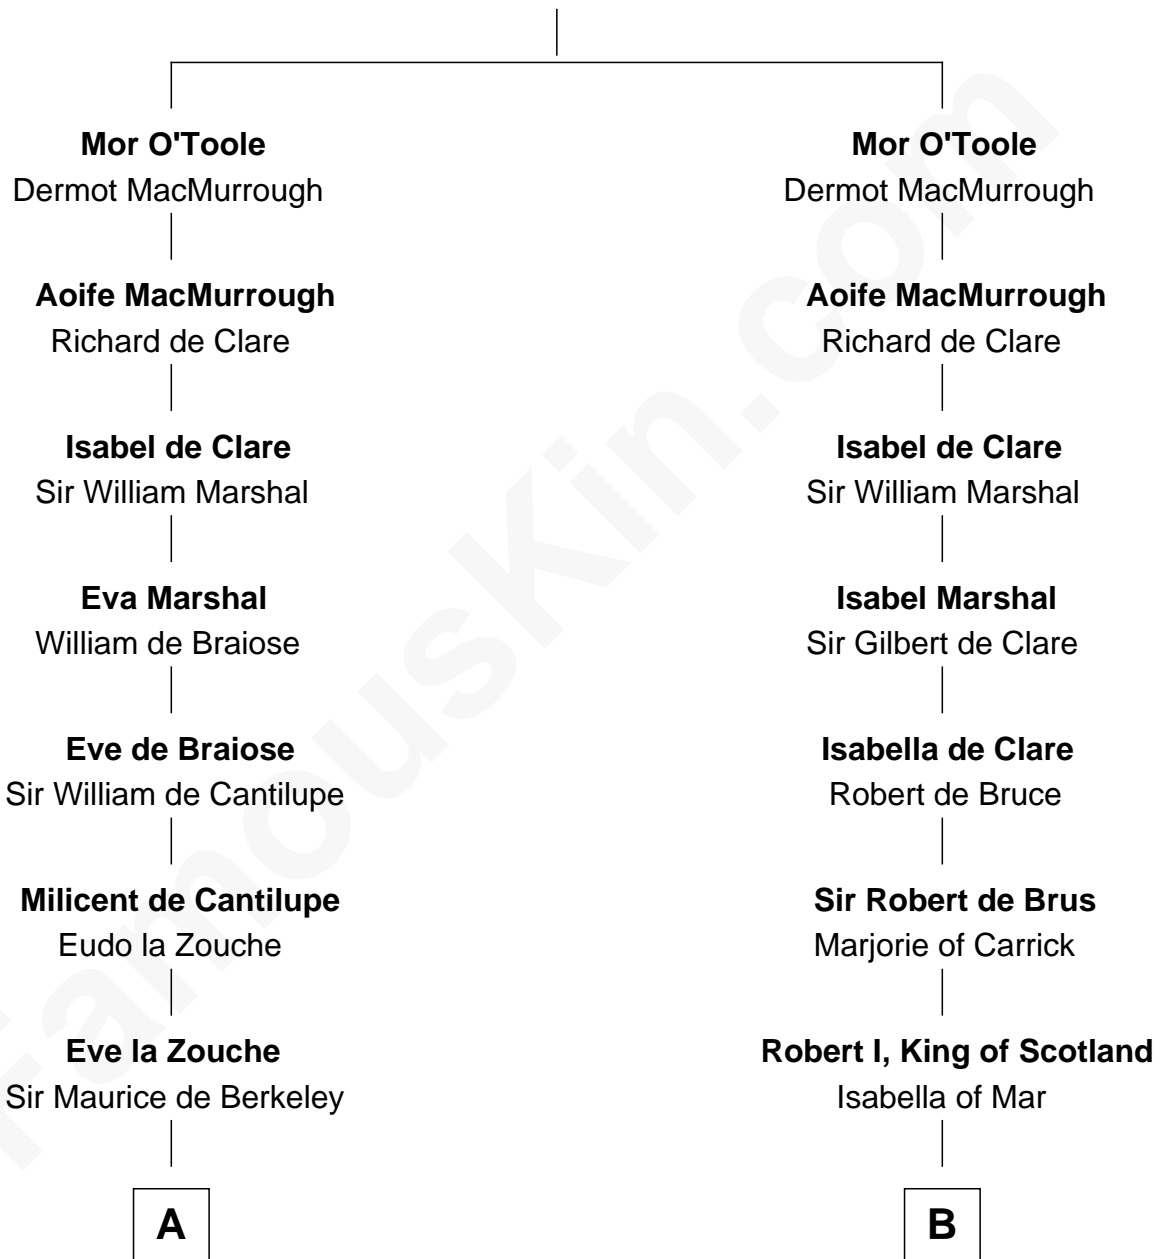 Mor O'Toole
Dermot MacMurrough
Aoife MacMurrough
Richard de Clare
Isabel de Clare
Sir William Marshal
Eva Marshal
William de Braiose
Eve de Braiose
Sir William de Cantilupe
Milicent de Cantilupe
Eudo la Zouche
Eve la Zouche
Sir Maurice de Berkeley
A
Mor O'Toole
Dermot MacMurrough
Aoife MacMurrough
Richard de Clare
Isabel de Clare
Sir William Marshal
Isabel Marshal
Sir Gilbert de Clare
Isabella de Clare
Robert de Bruce
Sir Robert de Brus
Marjorie of Carrick
Robert I, King of Scotland
Isabella of Mar
B
FamousKin.com